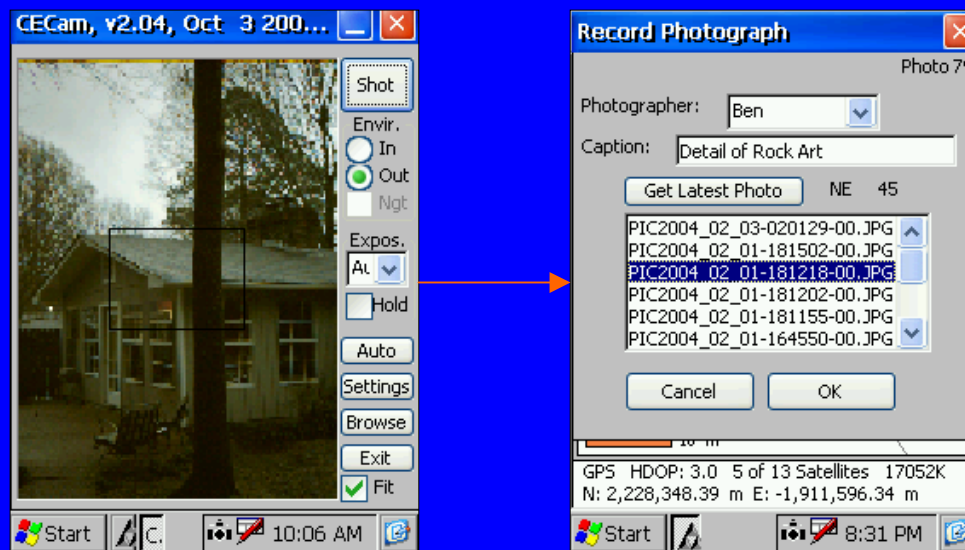 CECam, v2.04, Oct 3 200...
Shot
Envir.
In
Out
Ngt
Expos.
Hold
Auto
Settings
Browse
Exit
Fit
Start
C.
10:06 AM
Record Photograph
Photo
Photographer:
Ben
Caption:
Detail of Rock Art
Get Latest Photo NE 45
PIC2004_02_03-020129-00.JPG
PIC2004_02_01-181502-00.JPG
PIC2004_02_01-181218-00.JPG
PIC2004_02_01-181202-00.JPG
PIC2004_02_01-181155-00.JPG
PIC2004_02_01-164550-00.JPG
Cancel OK
GPS HDOP: 3.0 5 of 13 Satellites 17052K
N: 2,228,348.39 m E: -1,911,596.34 m
Start
8:31 PM